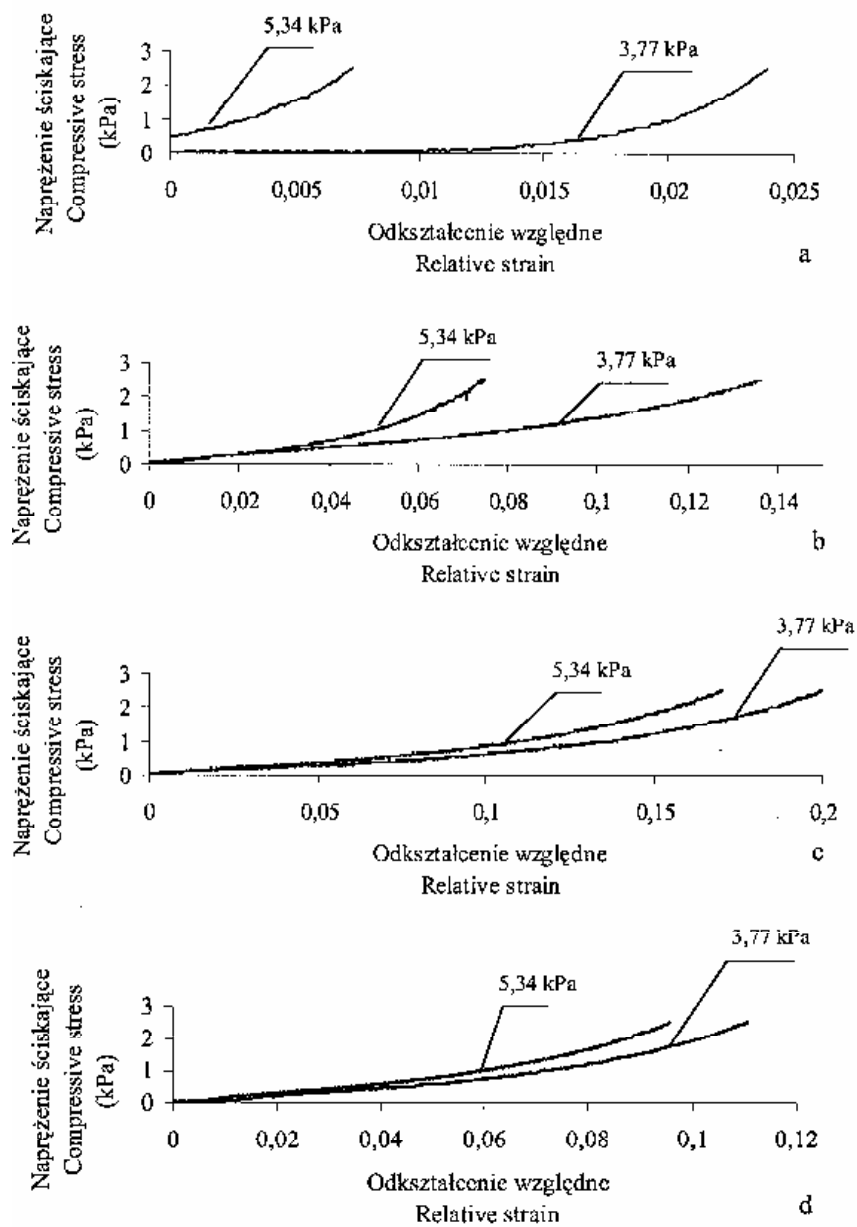 5,34 kPa
3,77 kPa
Naprężenie ściskające
Compressive stress
(kPa)
3
2
1
0
0 0,005 0,01 0,015 0,02 0,025
Odkształcenie względne
Relative strain
a
5,34 kPa
3,77 kPa
Naprężenie ściskające
Compressive stress
(kPa)
3
2
1
0
0 0,02 0,04 0,06 0,08 0,1 0,12 0,14
Odkształcenie względne
Relative strain
b
3,77 kPa
5,34 kPa
Naprężenie ściskające
Compressive stress
(kPa)
3
2
1
0
0 0,05 0,1 0,15 0,2
Odkształcenie względne
Relative strain
c
3,77 kPa
5,34 kPa
Naprężenie ściskające
Compressive stress
(kPa)
3
2
1
0
0 0,02 0,04 0,06 0,08 0,1 0,12
Odkształcenie względne
Relative strain
d